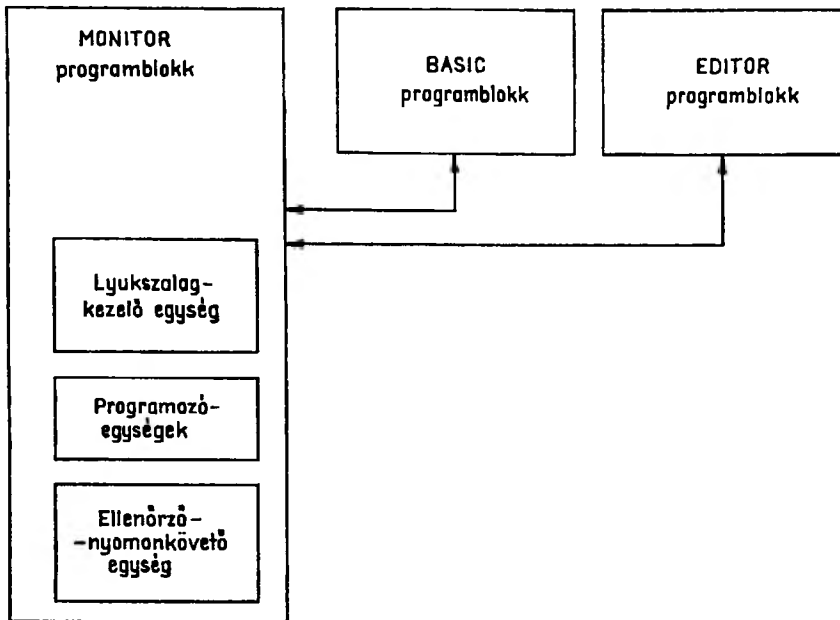 MONITOR
programblokk
BASIC
programblokk
EDITOR
programblokk
Lyukszalag-
kezelő egység
Programozó-
egységek
Ellenőrző-
-nyomonkövető
egység